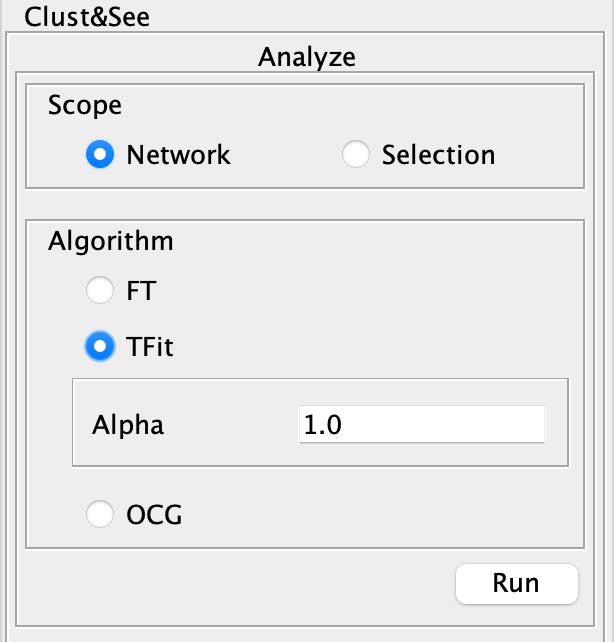 Clust&See
Analyze
Scope
Network Selection
Algorithm
FT
TFit
Alpha 1.0
OCG
Run